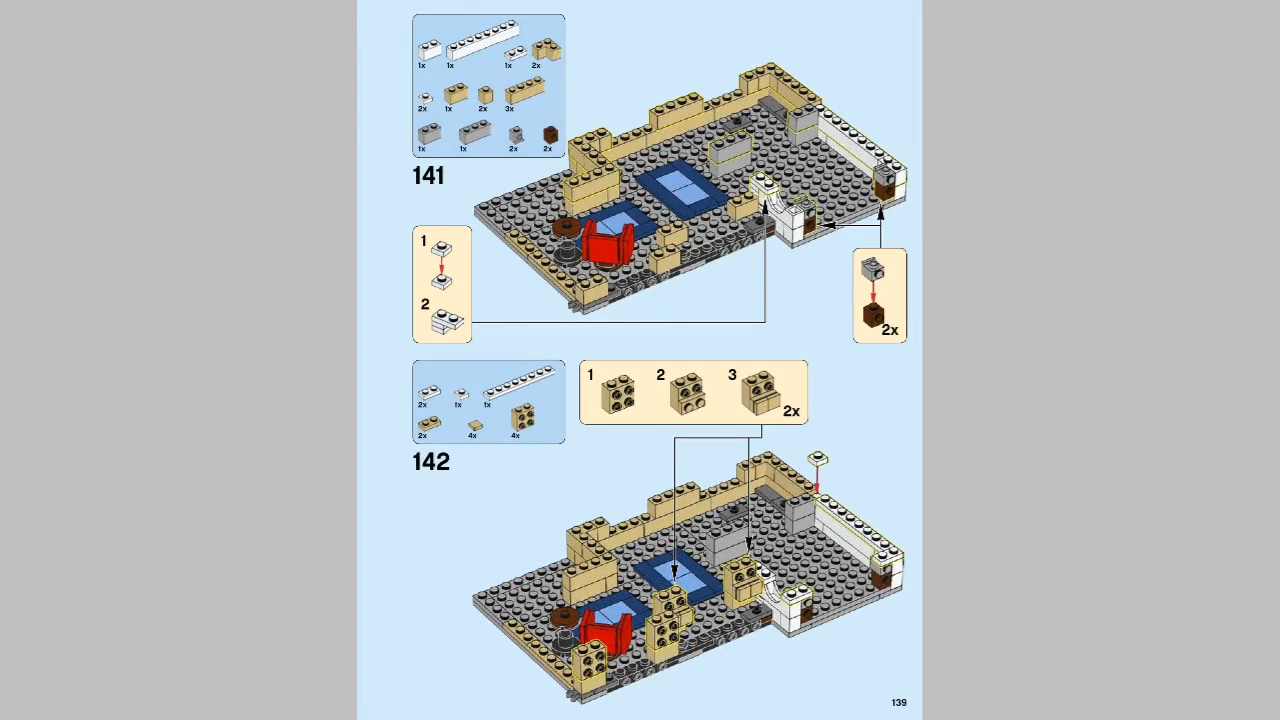 1x 1x 1x 2x
2x 1x 2x 3x
1x 1x 2x 2x
141
1
2
2x
2x 1x 1x
2x 4x 4x
142
1 2 3
2x
139